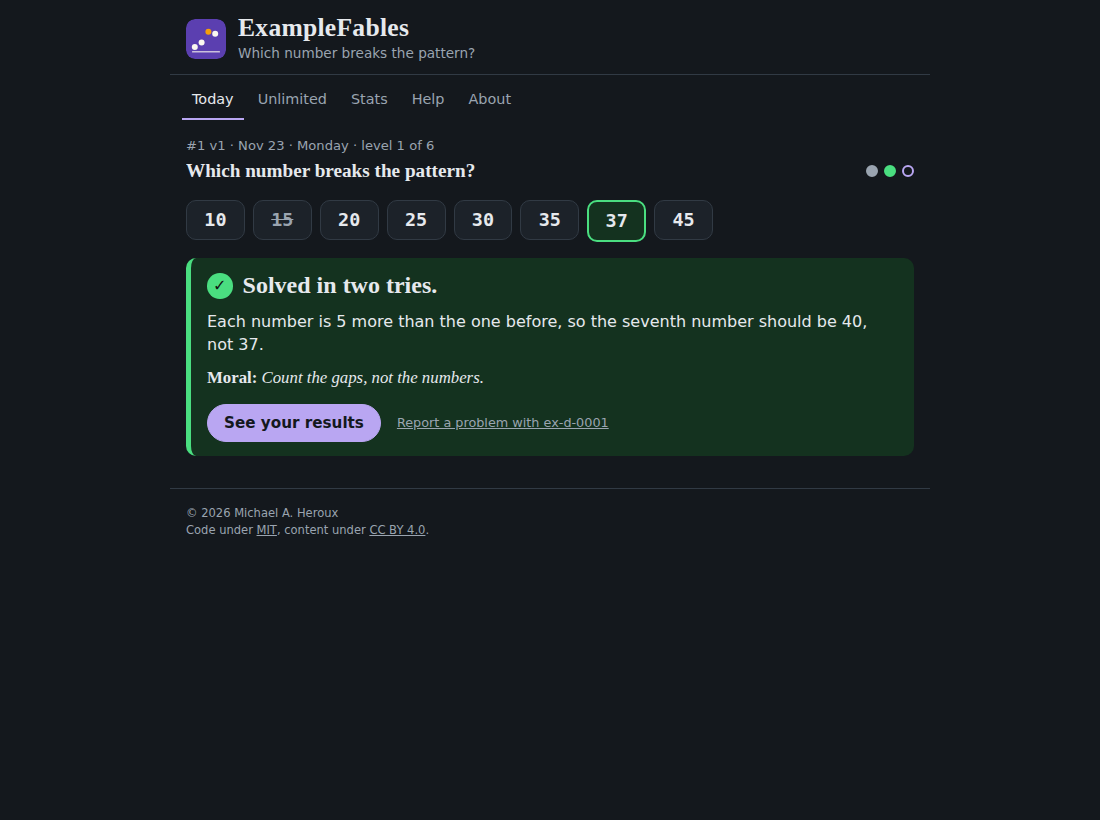 ExampleFables
Which number breaks the pattern?
Today Unlimited Stats Help About
#1 v1 · Nov 23 · Monday · level 1 of 6
Which number breaks the pattern?
10 15 20 25 30 35 37 45
✓ Solved in two tries.
Each number is 5 more than the one before, so the seventh number should be 40,
not 37.
Moral: Count the gaps, not the numbers.
See your results Report a problem with ex-d-0001
© 2026 Michael A. Heroux
Code under MIT, content under CC BY 4.0.